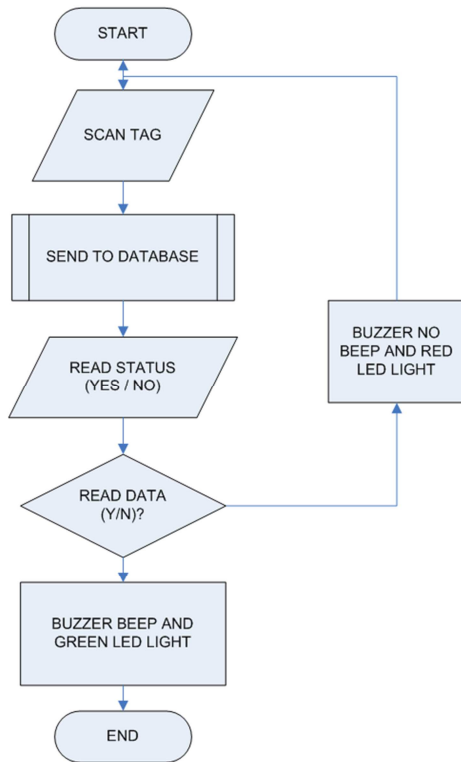 START
SCAN TAG
SEND TO DATABASE
READ STATUS
(YES / NO)
BUZZER NO
BEEP AND RED
LED LIGHT
READ DATA
(Y/N)?
BUZZER BEEP AND
GREEN LED LIGHT
END